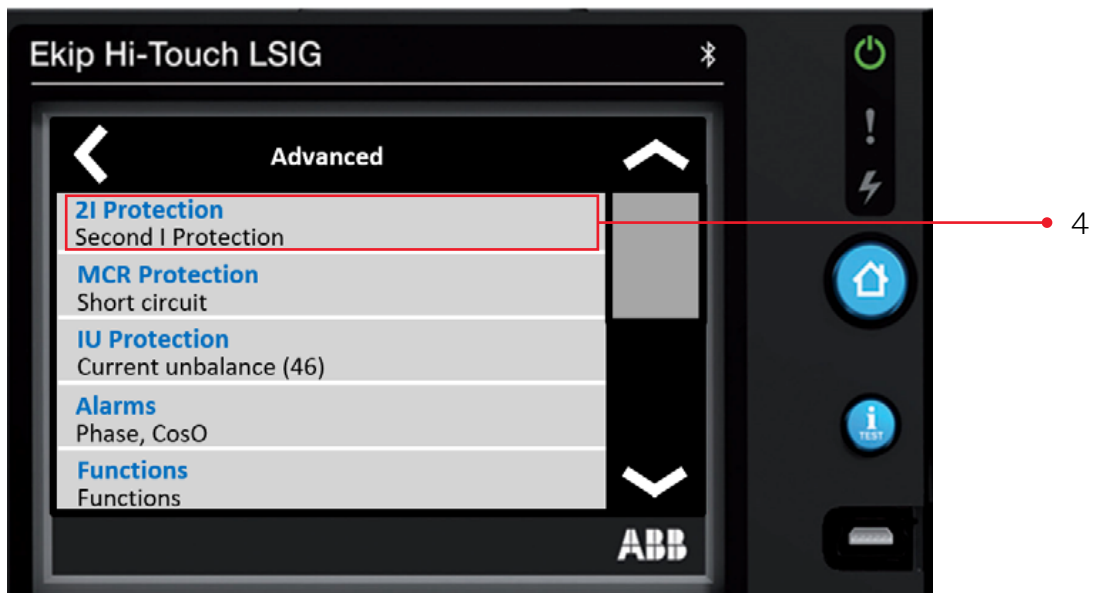 Ekip Hi-Touch LSIG
Advanced
2I Protection
Second I Protection
4
MCR Protection
Short circuit
IU Protection
Current unbalance (46)
Alarms
Phase, CosO
Functions
Functions
i
TEST
ABB